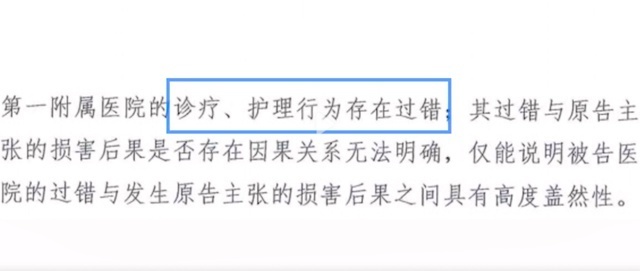 第一附属医院的诊疗、护理行为存在过错；其过错与原告主
张的损害后果是否存在因果关系无法明确，仅能说明被告医
院的过错与发生原告主张的损害后果之间具有高度盖然性。